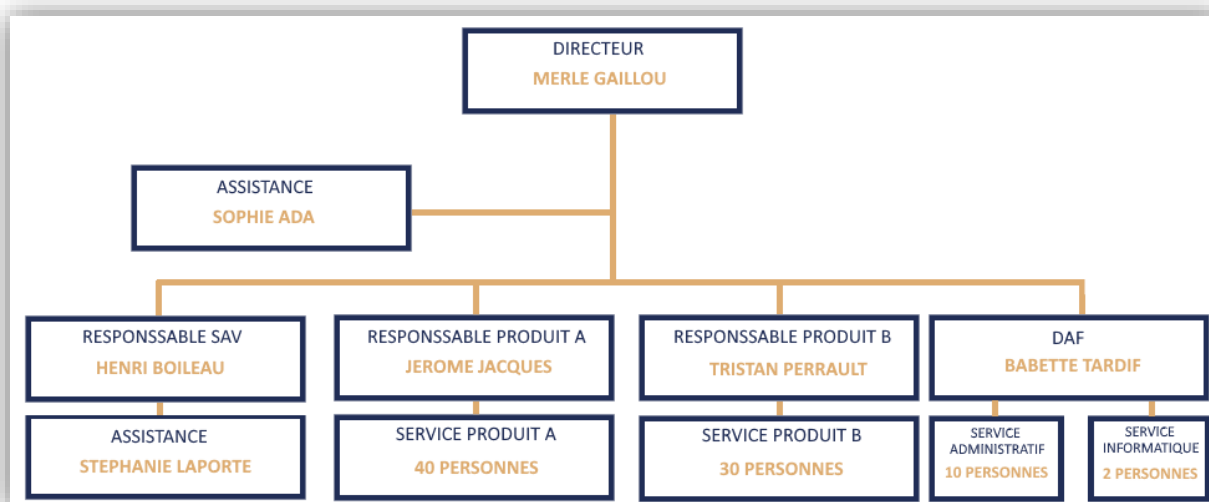 DIRECTEUR
MERLE GAILLOU
ASSISTANCE
SOPHIE ADA
RESPONSSABLE SAV
HENRI BOILEAU
RESPONSSABLE PRODUIT A
JEROME JACQUES
RESPONSSABLE PRODUIT B
TRISTAN PERRAULT
DAF
BABETTE TARDIF
ASSISTANCE
STEPHANIE LAPORTE
SERVICE PRODUIT A
40 PERSONNES
SERVICE PRODUIT B
30 PERSONNES
SERVICE
ADMINISTRATIF
10 PERSONNES
SERVICE
INFORMATIQUE
2 PERSONNES